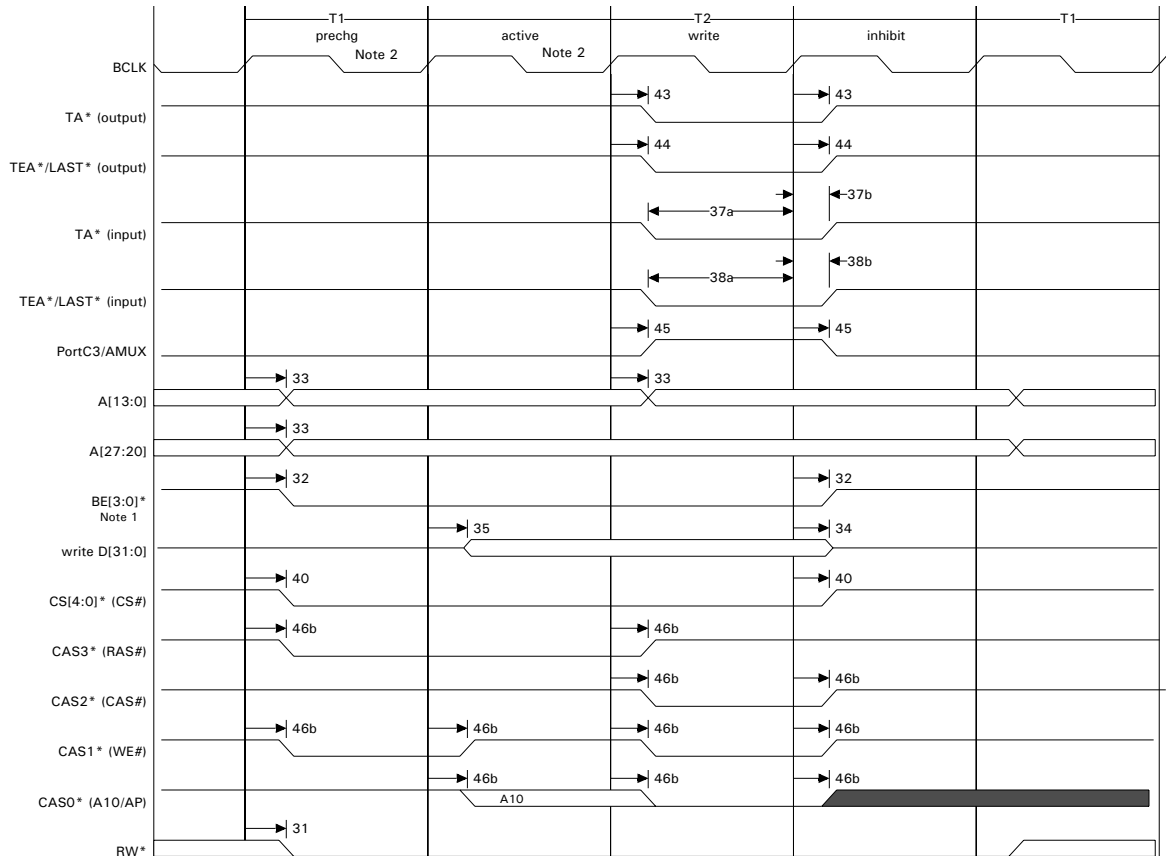 T1 T2 T1
prechg active write inhibit
Note 2 Note 2
BCLK
43 43
TA* (output)
44 44
TEA*/LAST* (output)
37b
37a
TA* (input)
38b
38a
TEA*/LAST* (input)
45 45
PortC3/AMUX
33 33
A[13:0]
33
A[27:20]
32 32
BE[3:0]*
Note 1
35 34
write D[31:0]
40 40
CS[4:0]* (CS#)
46b 46b
CAS3* (RAS#)
46b 46b
CAS2* (CAS#)
46b 46b 46b 46b
CAS1* (WE#)
46b 46b 46b
CAS0* (A10/AP) A10
31
RW*